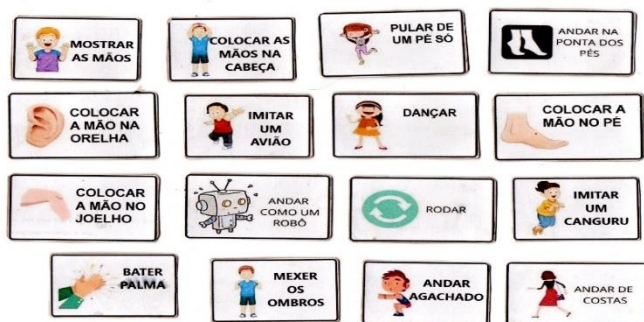 MOSTRAR
AS MÃOS
COLOCAR AS
MÃOS NA
CABEÇA
PULAR DE
UM PÉ SÓ
ANDAR NA
PONTA DOS
PÉS
COLOCAR
A MÃO NA
ORELHA
IMITAR
UM
AVIÃO
DANÇAR
COLOCAR A
MÃO NO PÉ
COLOCAR
A MÃO NO
JOELHO
ANDAR
COMO UM
ROBÔ
RODAR
IMITAR
UM
CANGURU
BATER
PALMA
MEXER
OS
OMBROS
ANDAR
AGACHADO
ANDAR DE
COSTAS